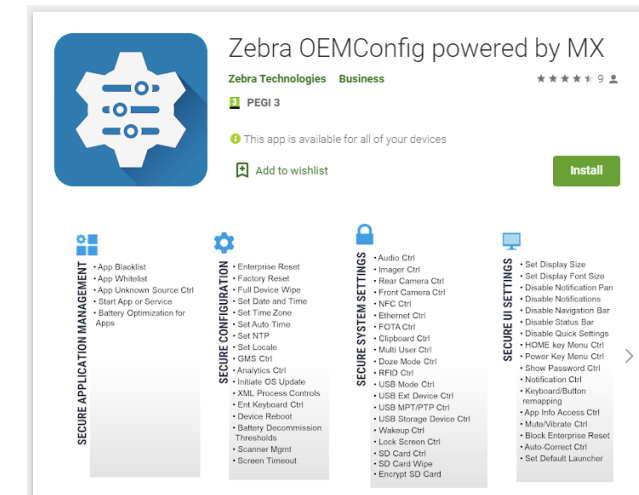 Zebra OEMConfig powered by MX
Zebra Technologies Business
9
3 PEGI 3
This app is available for all of your devices
Add to wishlist
Install
SECURE APPLICATION MANAGEMENT
• App Blacklist
• App Whitelist
• App Unknown Source Ctrl
• Start App or Service
• Battery Optimization for
Apps
SECURE CONFIGURATION
• Enterprise Reset
• Factory Reset
• Full Device Wipe
• Set Date and Time
• Set Time Zone
• Set Auto Time
• Set NTP
• Set Locale
• GMS Ctrl
• Analytics Ctrl
• Initiate OS Update
• XML Process Controls
• Ent Keyboard Ctrl
• Device Reboot
• Battery Decommission
Thresholds
• Scanner Mgmt
• Screen Timeout
SECURE SYSTEM SETTINGS
• Audio Ctrl
• Imager Ctrl
• Rear Camera Ctrl
• Front Camera Ctrl
• NFC Ctrl
• Ethernet Ctrl
• FOTA Ctrl
• Clipboard Ctrl
• Multi User Ctrl
• Doze Mode Ctrl
• RFID Ctrl
• USB Mode Ctrl
• USB Ext Device Ctrl
• USB MPT/PTP Ctrl
• USB Storage Device Ctrl
• Wakeup Ctrl
• Lock Screen Ctrl
• SD Card Ctrl
• SD Card Wipe
• Encrypt SD Card
SECURE UI SETTINGS
• Set Display Size
• Set Display Font Size
• Disable Notification Pan
• Disable Notifications
• Disable Navigation Bar
• Disable Status Bar
• Disable Quick Settings
• HOME key Menu Ctrl
• Power Key Menu Ctrl
• Show Password Ctrl
• Notification Ctrl
• Keyboard/Button
remapping
• App Info Access Ctrl
• Mute/Vibrate Ctrl
• Block Enterprise Reset
• Auto-Correct Ctrl
• Set Default Launcher